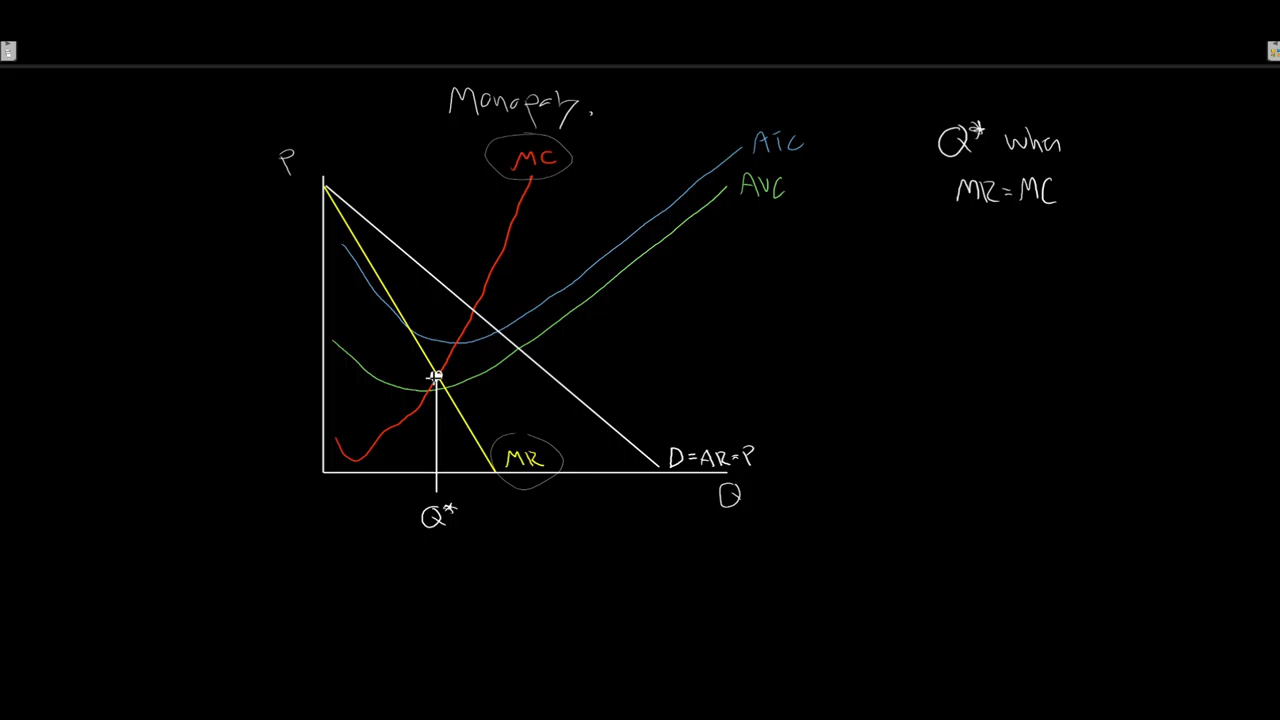 Monopoly.
P
MC
ATC
AVC
Q* when
MR=MC
MR
D=AR=P
Q
Q*